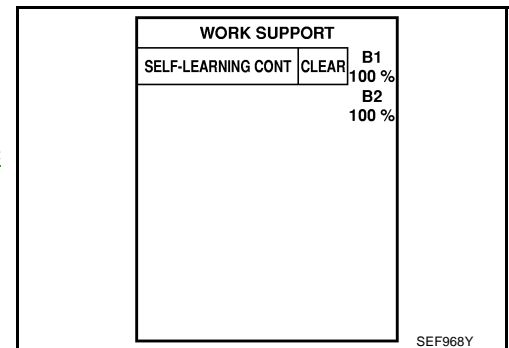 WORK SUPPORT
SELF-LEARNING CONT CLEAR B1
100 %
B2
100 %
SEF968Y